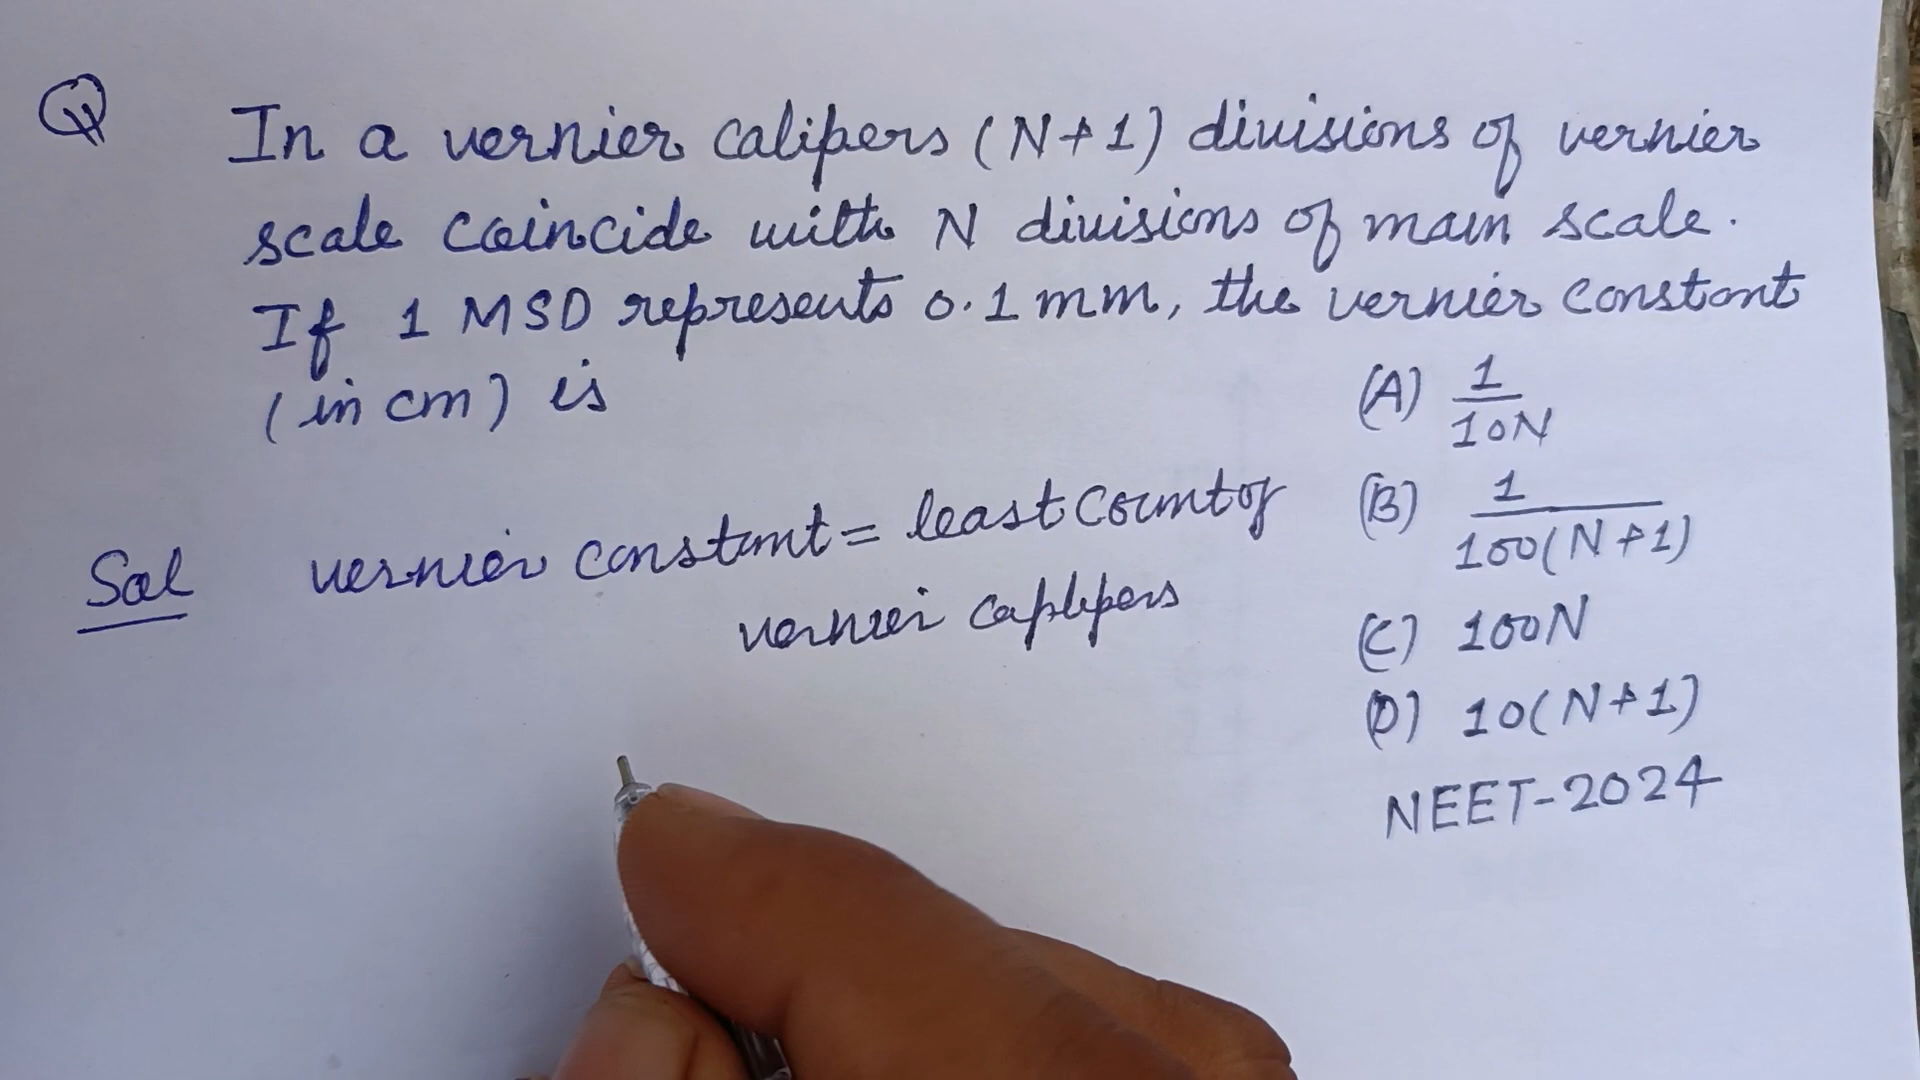 Q In a vernier calipers (N+1) divisions of vernier
scale coincide with N divisions of main scale.
If 1 MSD represents 0.1 mm, the vernier constant
(in cm) is
(A) 1/10N
(B) 1/100(N+1)
(C) 100N
(D) 10(N+1)
NEET-2024
Sol vernier constant = least count of
vernier caplipers